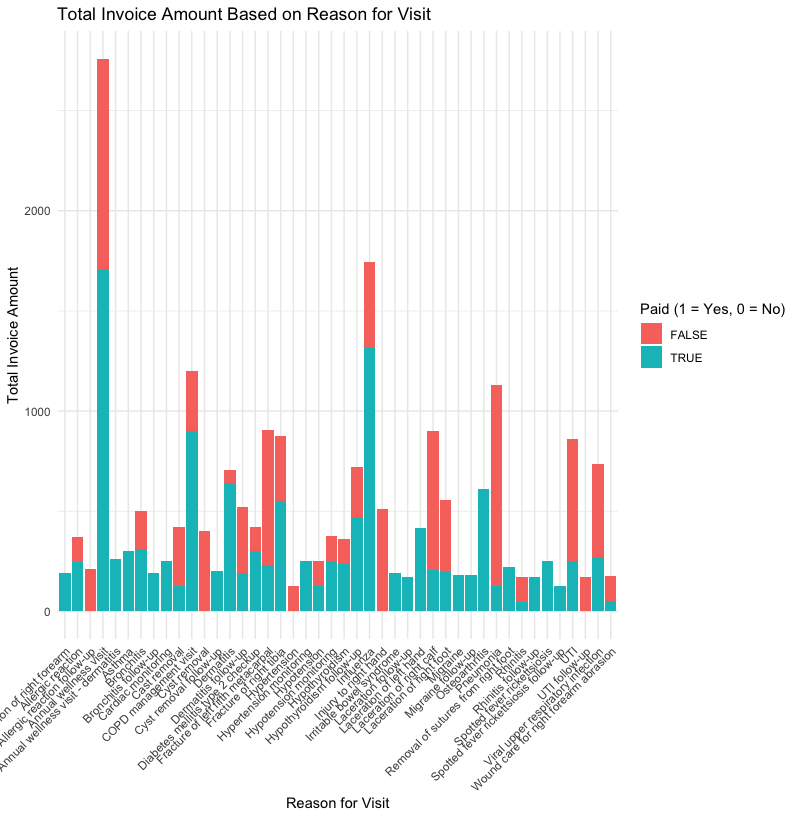 Total Invoice Amount Based on Reason for Visit
Total Invoice Amount
2000
1000
0
Paid (1 = Yes, 0 = No)
FALSE
TRUE
of right forearm
Allergic reaction
Allergic reaction follow-up
Annual wellness visit
Annual wellness visit - dermatitis
Asthma
Bronchitis
Bronchitis follow-up
Cardiac monitoring
COPD management visit
Cyst removal
Cyst removal follow-up
Dermatitis
Dermatitis follow-up
Diabetes mellitus type 2 checkup
Fracture of left fifth metacarpal
Fracture of right tibia
Hypertension
Hypertension monitoring
Hypotension
Hypotension monitoring
Hypothyroidism
Hypothyroidism follow-up
Influenza
Injury to right hand
Irritable bowel syndrome
Laceration follow-up
Laceration of left hand
Laceration of right calf
Laceration of right foot
Migraine
Migraine follow-up
Osteoarthritis
Pneumonia
Removal of sutures from right foot
Rhinitis
Rhinitis follow-up
Spotted fever rickettsiosis
Spotted fever rickettsiosis follow-up
UTI
UTI follow-up
Viral upper respiratory infection
Wound care for right forearm abrasion
Reason for Visit